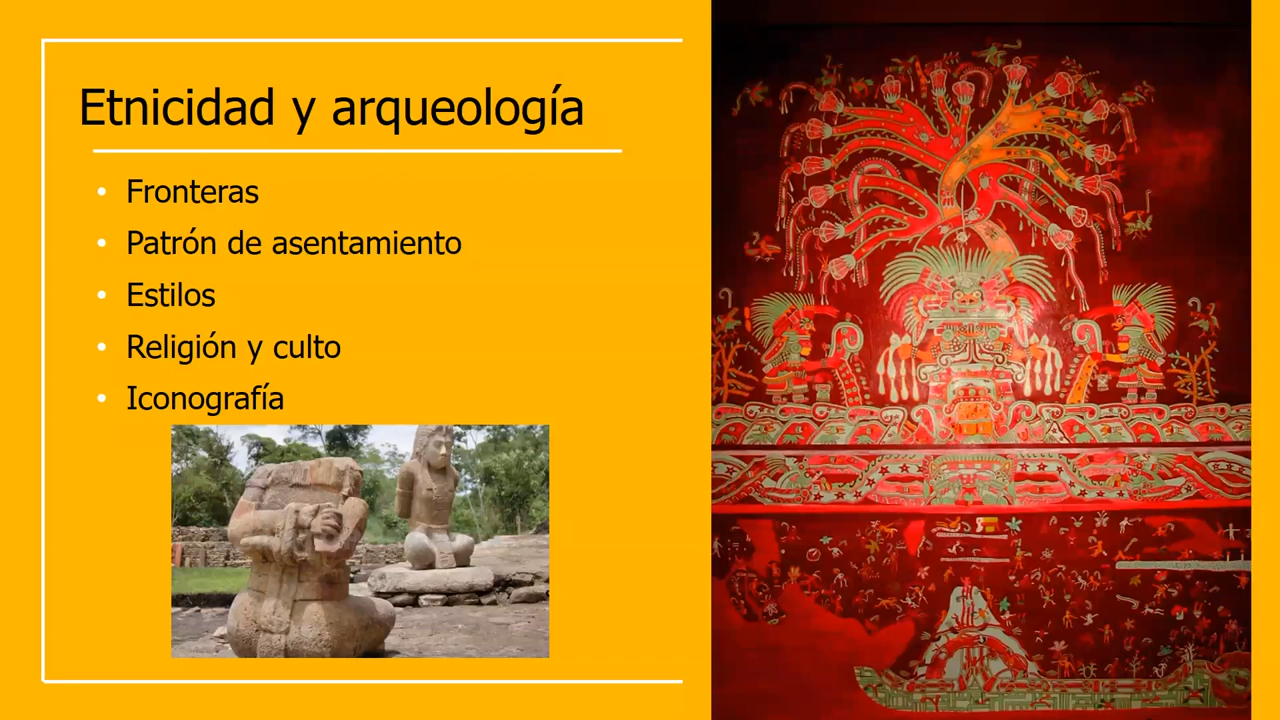 Etnicidad y arqueología
Fronteras
Patrón de asentamiento
Estilos
Religión y culto
Iconografía